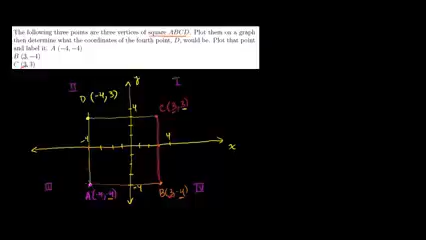 The following three points are three vertices of square ABCD. Plot them on a graph
then determine what the coordinates of the fourth point, D, would be. Plot that point
and label it. A (−4, −4)
B (3, −4)
C (3, 3)
II
I
y
D (-4, 3)
4
C(3,3)
-4
4
x
III
-4
IV
A(-4,-4)
B(3,-4)